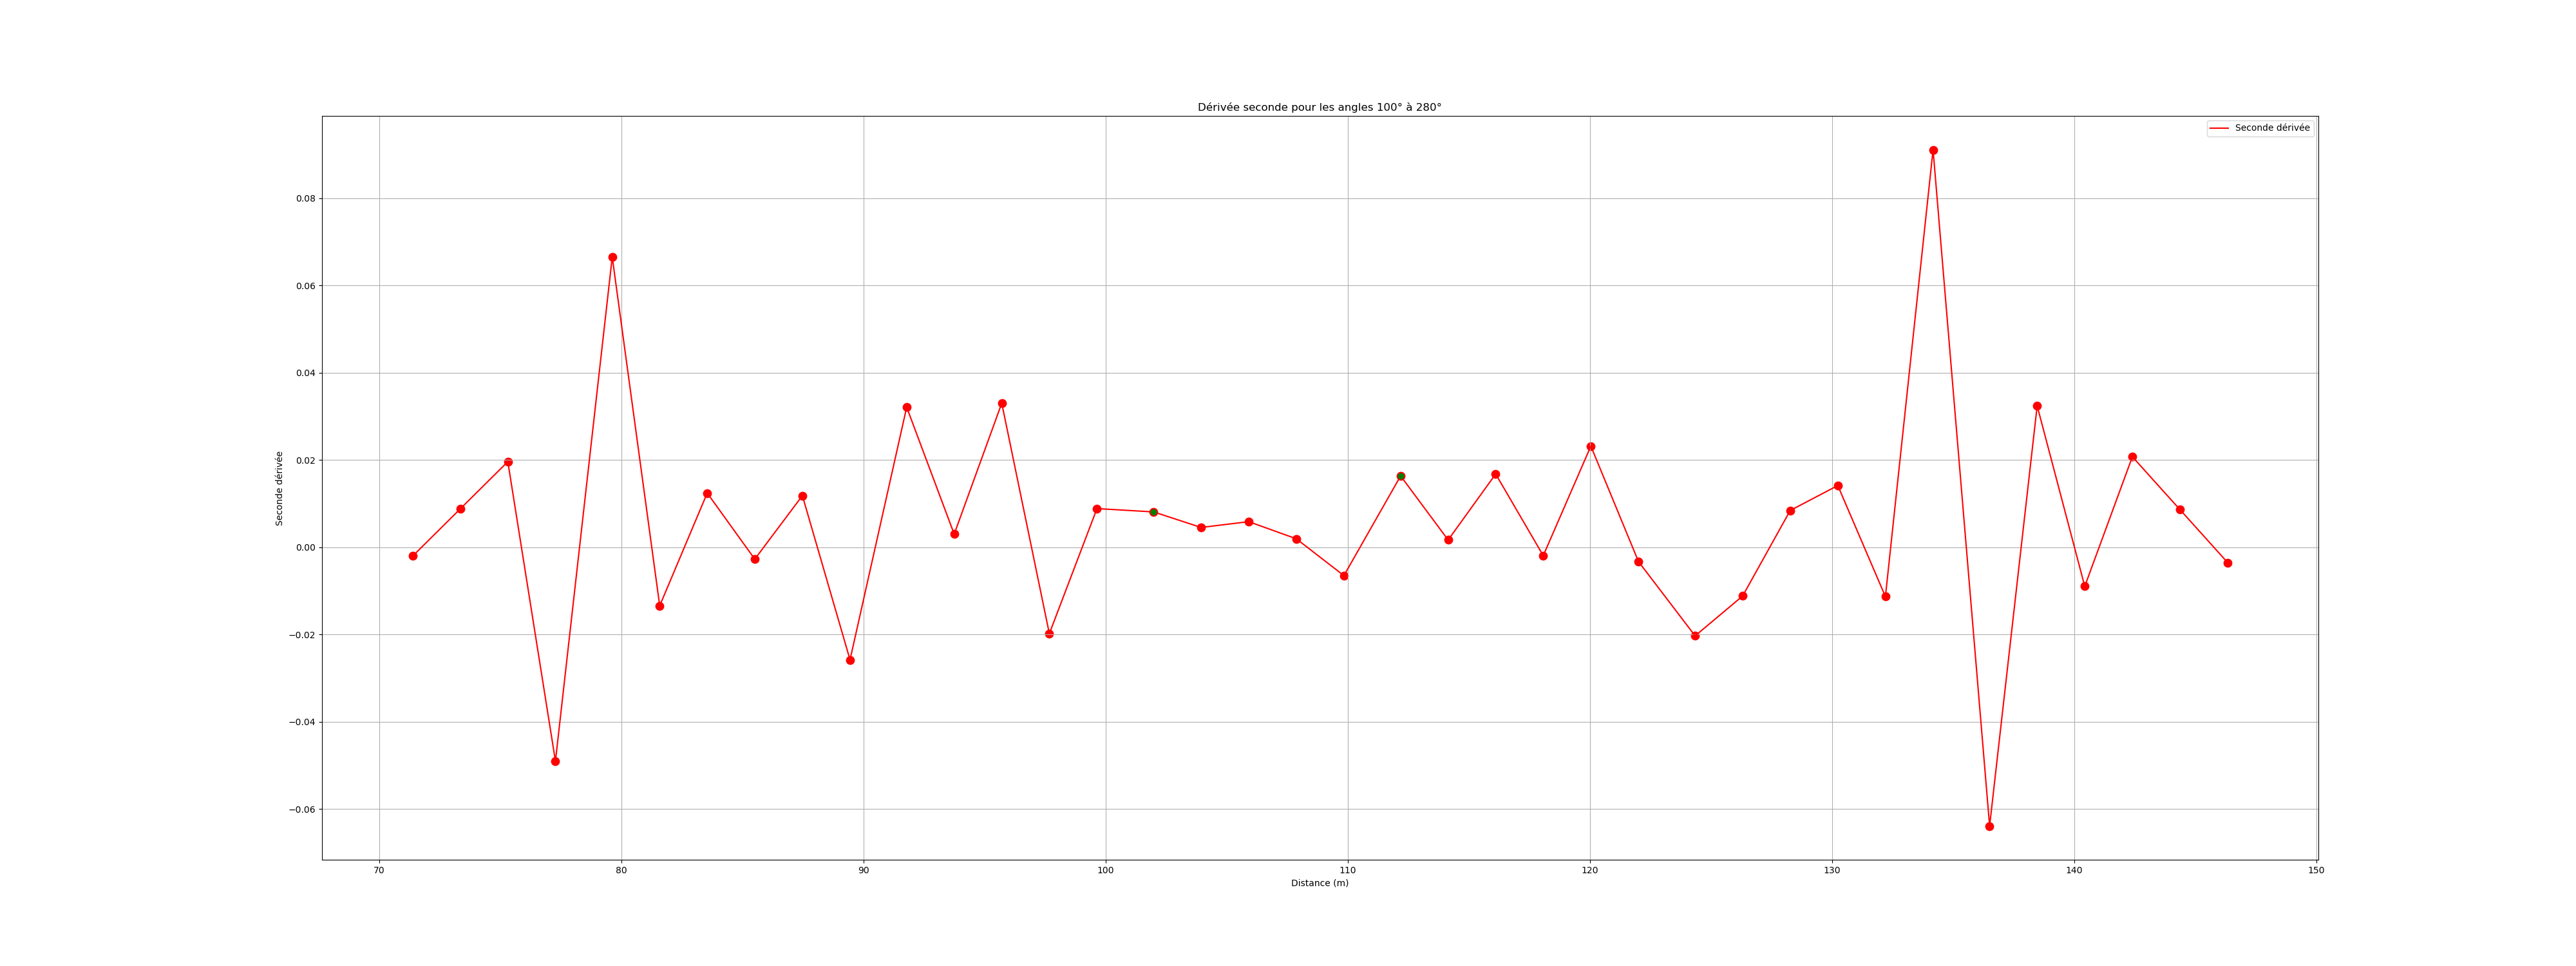 Dérivée seconde pour les angles 100° à 280°
Seconde dérivée
0.08
0.06
0.04
0.02
0.00
−0.02
−0.04
−0.06
Seconde dérivée
70 80 90 100 110 120 130 140 150
Distance (m)